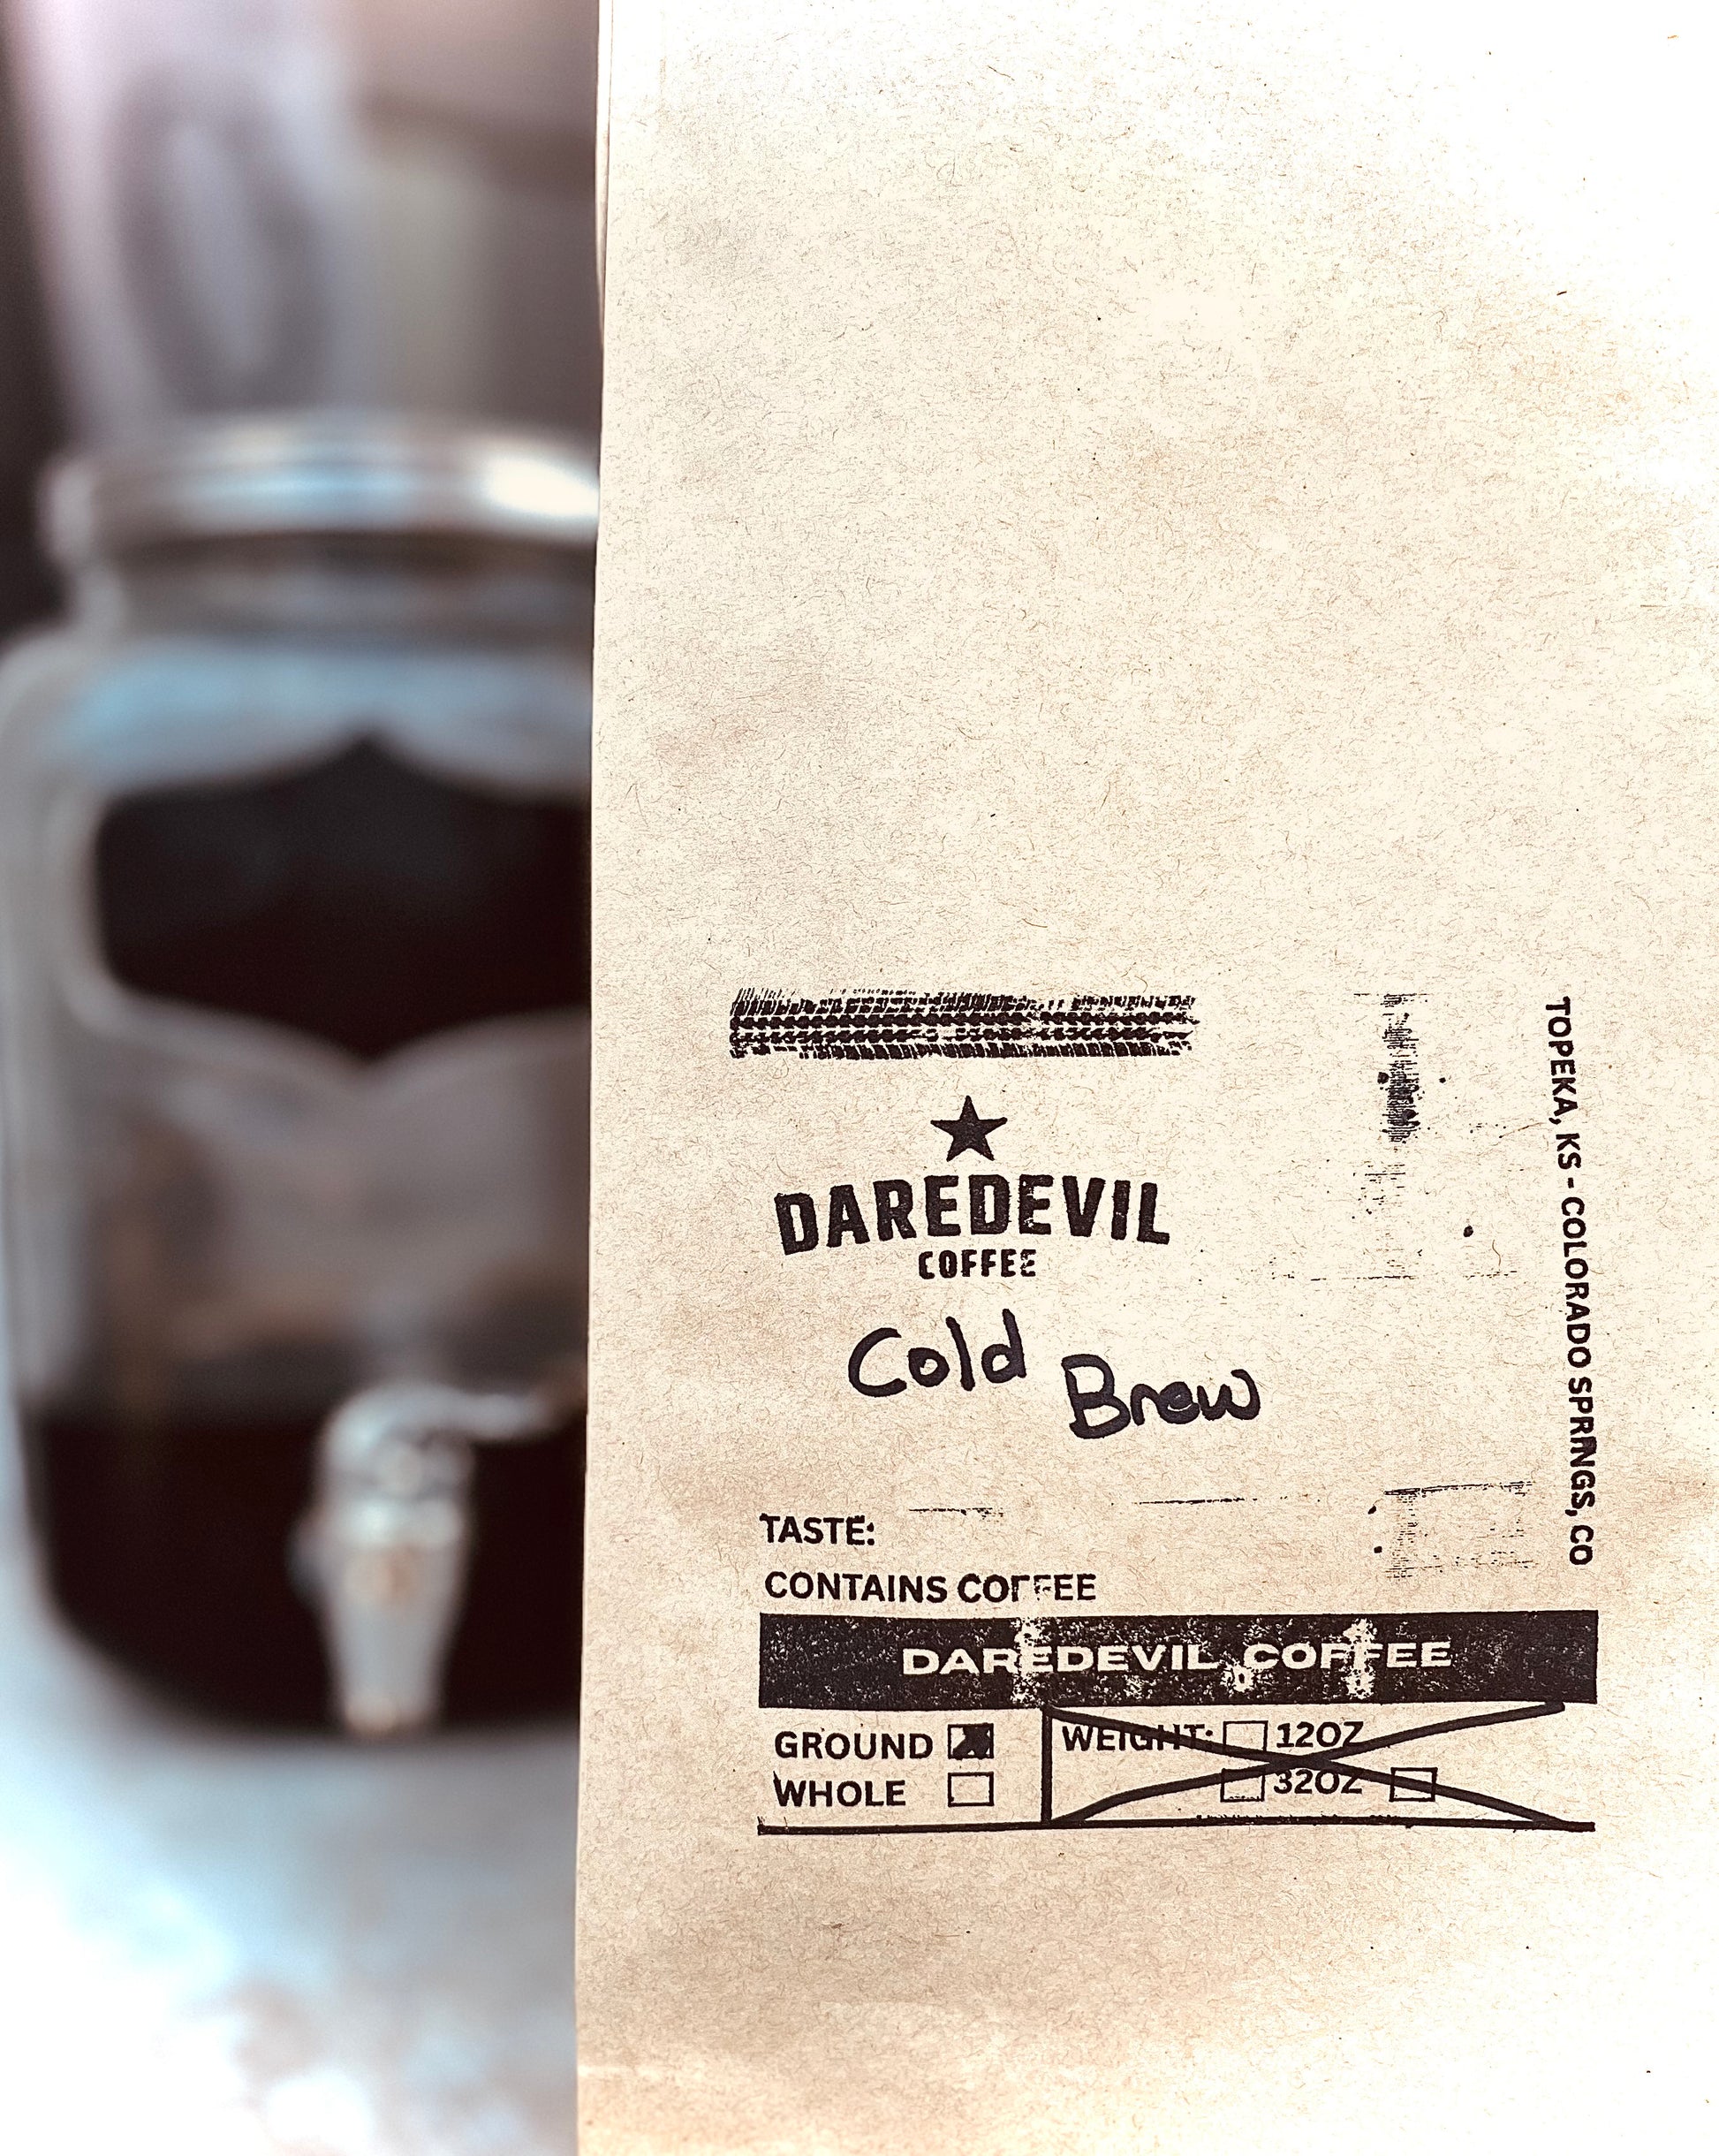 DAREDEVIL
COFFEE
Cold Brew
TASTE:
CONTAINS COFFEE
DAREDEVIL COFFEE
GROUND
WHOLE
WEIGHT: 12OZ
32OZ
TOPEKA, KS - COLORADO SPRINGS, CO